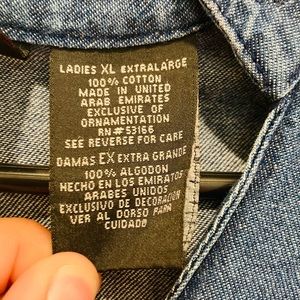 LADIES XL EXTRALARGE
100% COTTON
MADE IN UNITED
ARAB EMIRATES
EXCLUSIVE OF
ORNAMENTATION
RN#53166
SEE REVERSE FOR CARE
DAMAS EX EXTRA GRANDE
100% ALGODON
HECHO EN LOS EMIRATOS
ARABES UNIDOS
EXCLUSIVO DE DECORACION
VER AL DORSO PARA
CUIDADO